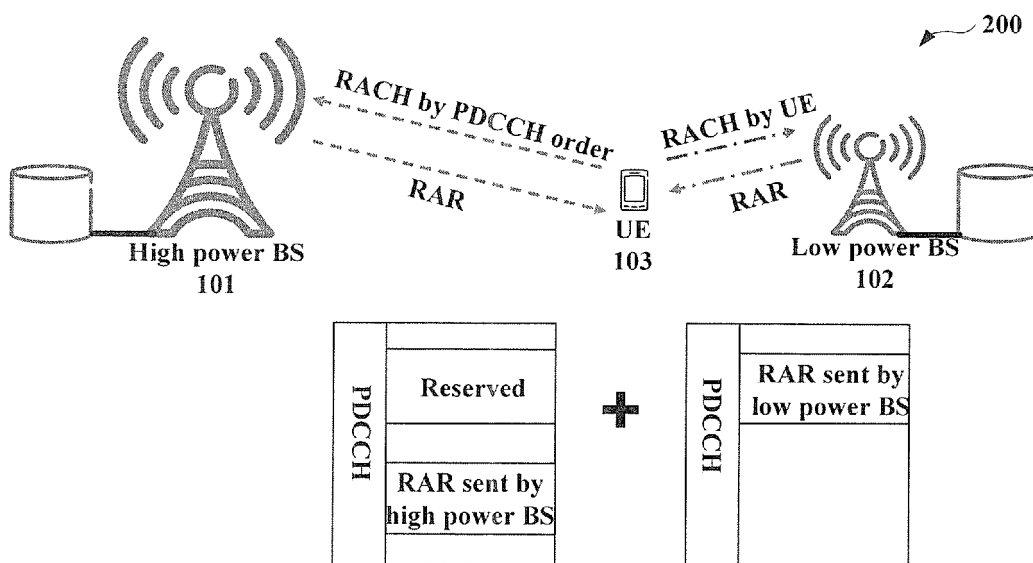 200
RACH by PDCCH order
RAR
RACH by UE
RAR
High power BS
101
UE
103
Low power BS
102
PDCCH
Reserved
RAR sent by
high power BS
+
PDCCH
RAR sent by
low power BS